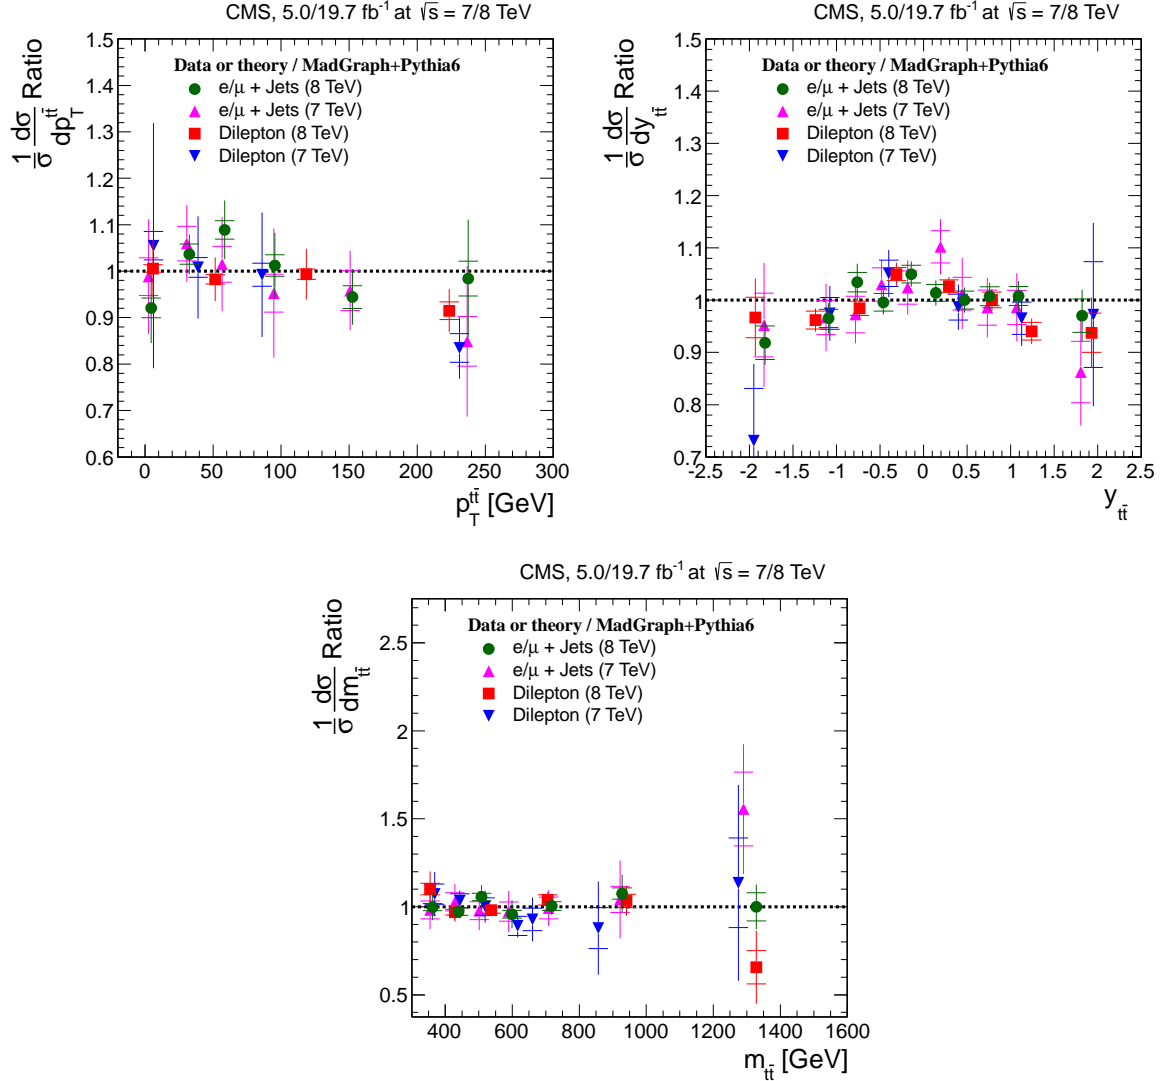 CMS, 5.0/19.7 fb⁻¹ at √s = 7/8 TeV
1/σ dσ/dp_T^{tt̄} Ratio
Data or theory / MadGraph+Pythia6
e/μ + Jets (8 TeV)
e/μ + Jets (7 TeV)
Dilepton (8 TeV)
Dilepton (7 TeV)
1.5
1.4
1.3
1.2
1.1
1
0.9
0.8
0.7
0.6
0 50 100 150 200 250 300
p_T^{tt̄} [GeV]
CMS, 5.0/19.7 fb⁻¹ at √s = 7/8 TeV
1/σ dσ/dy_{tt̄} Ratio
Data or theory / MadGraph+Pythia6
e/μ + Jets (8 TeV)
e/μ + Jets (7 TeV)
Dilepton (8 TeV)
Dilepton (7 TeV)
1.5
1.4
1.3
1.2
1.1
1
0.9
0.8
0.7
-2.5 -2 -1.5 -1 -0.5 0 0.5 1 1.5 2 2.5
y_{tt̄}
CMS, 5.0/19.7 fb⁻¹ at √s = 7/8 TeV
1/σ dσ/dm_{tt̄} Ratio
Data or theory / MadGraph+Pythia6
e/μ + Jets (8 TeV)
e/μ + Jets (7 TeV)
Dilepton (8 TeV)
Dilepton (7 TeV)
2.5
2
1.5
1
0.5
400 600 800 1000 1200 1400 1600
m_{tt̄} [GeV]